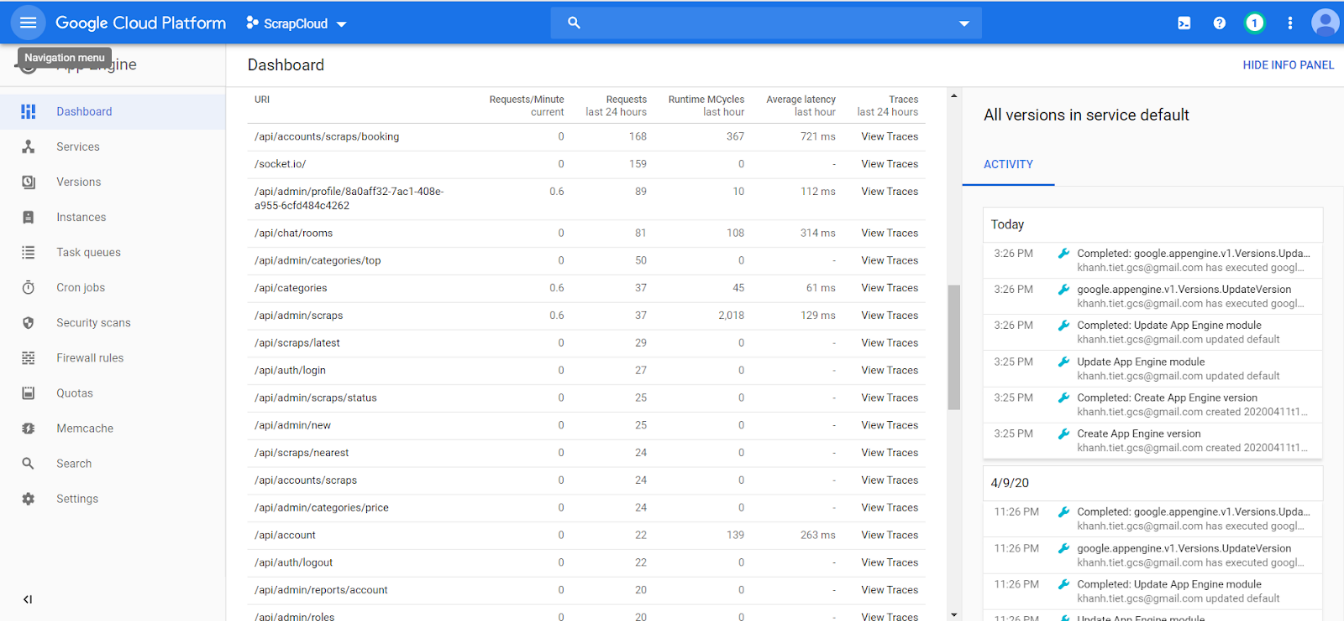 Google Cloud Platform
ScrapCloud
1
Navigation menu
Engine
Dashboard
HIDE INFO PANEL
Dashboard
Services
Versions
Instances
Task queues
Cron jobs
Security scans
Firewall rules
Quotas
Memcache
Search
Settings
URI Requests/Minute Requests Runtime MCycles Average latency Traces
current last 24 hours last hour last hour last 24 hours
/api/accounts/scraps/booking 0 168 367 721 ms View Traces
/socket.io/ 0 159 0 - View Traces
/api/admin/profile/8a0aff32-7ac1-408e- 0.6 89 10 112 ms View Traces
a955-6cfd484c4262
/api/chat/rooms 0 81 108 314 ms View Traces
/api/admin/categories/top 0 50 0 - View Traces
/api/categories 0.6 37 45 61 ms View Traces
/api/admin/scraps 0.6 37 2,018 129 ms View Traces
/api/scraps/latest 0 29 0 - View Traces
/api/auth/login 0 27 0 - View Traces
/api/admin/scraps/status 0 25 0 - View Traces
/api/admin/new 0 25 0 - View Traces
/api/scraps/nearest 0 24 0 - View Traces
/api/accounts/scraps 0 24 0 - View Traces
/api/admin/categories/price 0 24 0 - View Traces
/api/account 0 22 139 263 ms View Traces
/api/auth/logout 0 22 0 - View Traces
/api/admin/reports/account 0 20 0 - View Traces
/api/admin/roles 0 20 0 - View Traces
All versions in service default
ACTIVITY
Today
3:26 PM Completed: google.appengine.v1.Versions.Upda...
khanh.tiet.gcs@gmail.com has executed googl...
3:26 PM google.appengine.v1.Versions.UpdateVersion
khanh.tiet.gcs@gmail.com has executed googl...
3:26 PM Completed: Update App Engine module
khanh.tiet.gcs@gmail.com updated default
3:25 PM Update App Engine module
khanh.tiet.gcs@gmail.com updated default
3:25 PM Completed: Create App Engine version
khanh.tiet.gcs@gmail.com created 20200411t1...
3:25 PM Create App Engine version
khanh.tiet.gcs@gmail.com created 20200411t1...
4/9/20
11:26 PM Completed: google.appengine.v1.Versions.Upda...
khanh.tiet.gcs@gmail.com has executed googl...
11:26 PM google.appengine.v1.Versions.UpdateVersion
khanh.tiet.gcs@gmail.com has executed googl...
11:26 PM Completed: Update App Engine module
khanh.tiet.gcs@gmail.com updated default
11:26 PM Update App Engine module